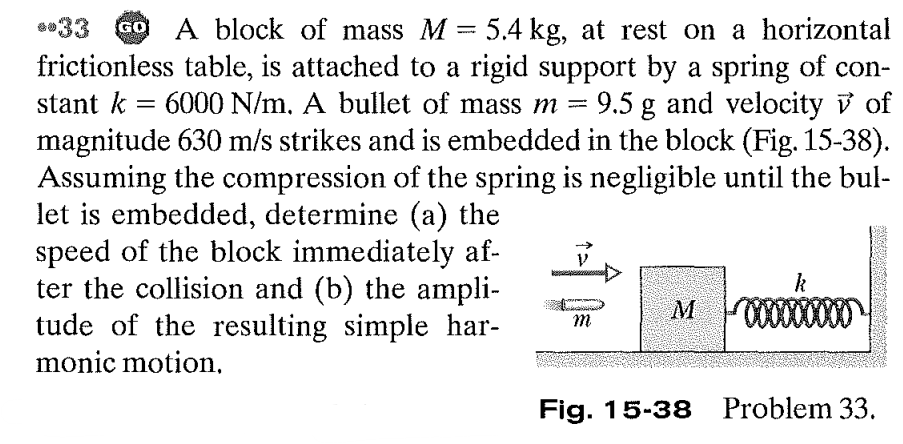 ••33 GO A block of mass M = 5.4 kg, at rest on a horizontal
frictionless table, is attached to a rigid support by a spring of con-
stant k = 6000 N/m. A bullet of mass m = 9.5 g and velocity v⃗ of
magnitude 630 m/s strikes and is embedded in the block (Fig. 15-38).
Assuming the compression of the spring is negligible until the bul-
let is embedded, determine (a) the
speed of the block immediately af-
ter the collision and (b) the ampli-
tude of the resulting simple har-
monic motion.
v⃗
k
M
m
Fig. 15-38 Problem 33.